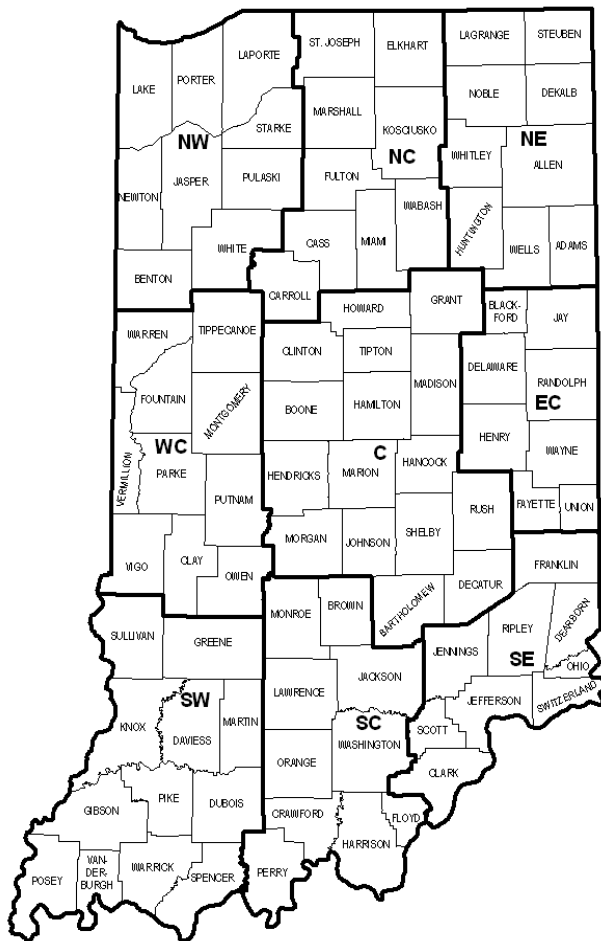 ST. JOSEPH
ELKHART
LAGRANGE
STEUBEN
LAPORTE
PORTER
LAKE
NOBLE
DEKALB
MARSHALL
KOSCIUSKO
STARKE
NW
NE
NC
WHITLEY
ALLEN
JASPER
PULASKI
FULTON
NEWTON
WABASH
HUNTINGTON
MIAMI
CASS
WHITE
WELLS
ADAMS
BENTON
CARROLL
GRANT
HOWARD
BLACK-
FORD
JAY
TIPPECANOE
WARREN
CLINTON
TIPTON
DELAWARE
MADISON
RANDOLPH
FOUNTAIN
MONTGOMERY
BOONE
HAMILTON
EC
HENRY
WAYNE
WC
C
VERMILLION
PARKE
HENDRICKS
MARION
HANCOCK
PUTNAM
FAYETTE
UNION
RUSH
SHELBY
MORGAN
JOHNSON
VIGO
CLAY
OWEN
FRANKLIN
DECATUR
BARTHOLOMEW
MONROE
BROWN
DEARBORN
RIPLEY
SULLIVAN
GREENE
JENNINGS
SE
OHIO
JACKSON
LAWRENCE
SW
JEFFERSON
SWITZERLAND
KNOX
DAVIESS
MARTIN
SC
SCOTT
WASHINGTON
ORANGE
CLARK
PIKE
DUBOIS
GIBSON
CRAWFORD
FLOYD
HARRISON
VAN-
DER-
BURGH
POSEY
WARRICK
SPENCER
PERRY